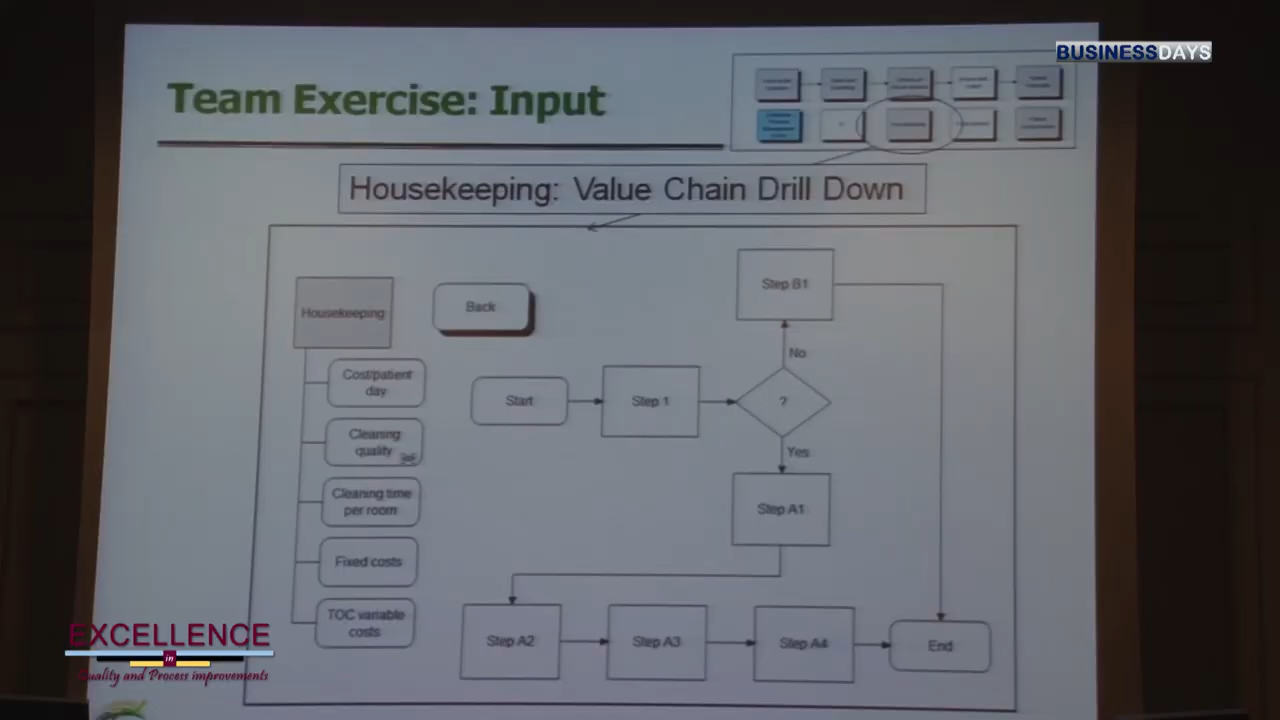 BUSINESSDAYS
Team Exercise: Input
Housekeeping: Value Chain Drill Down
Housekeeping
Back
Cost/patient
day
Cleaning
quality
Cleaning time
per room
Fixed costs
TOC variable
costs
Start
Step 1
?
No
Step B1
Yes
Step A1
Step A2
Step A3
Step A4
End
EXCELLENCE
in
Quality and Process improvements